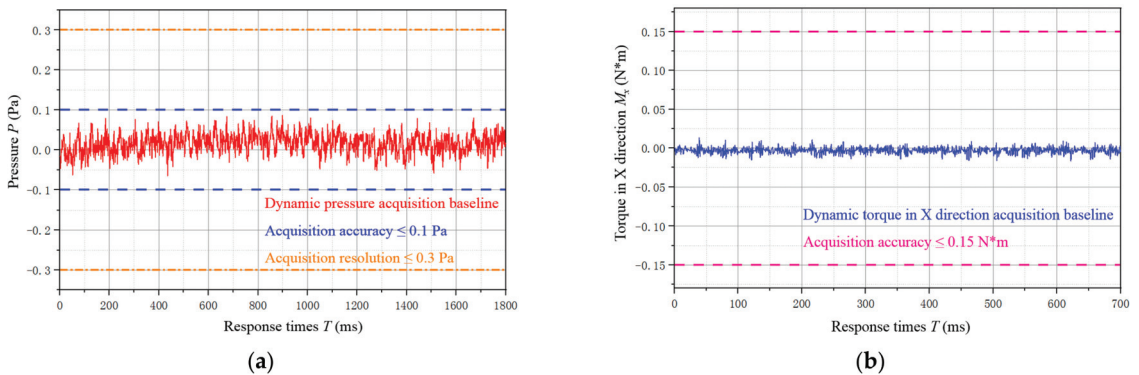 0.3
0.2
0.1
0.0
−0.1
−0.2
−0.3
Pressure P (Pa)
Dynamic pressure acquisition baseline
Acquisition accuracy ≤ 0.1 Pa
Acquisition resolution ≤ 0.3 Pa
0 200 400 600 800 1000 1200 1400 1600 1800
Response times T (ms)
(a)
0.15
0.10
0.05
0.00
−0.05
−0.10
−0.15
Torque in X direction Mx (N*m)
Dynamic torque in X direction acquisition baseline
Acquisition accuracy ≤ 0.15 N*m
0 100 200 300 400 500 600 700
Response times T (ms)
(b)